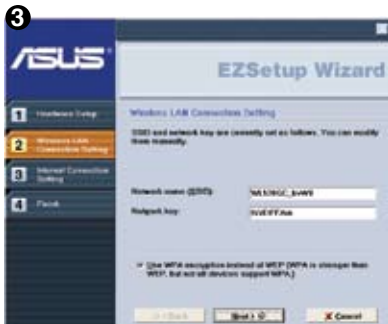 3
ASUS
EZSetup Wizard
1 Hardware Setup
2 Wireless LAN
Connection Setting
3 Internet Connection
Setting
4 Finish
Wireless LAN Connection Setting
SSID and network key are currently set as follows. You can modify
them manually.
Network name (SSID):
Network key:
Use WPA encryption instead of WEP (WPA is stronger than
WEP, but not all devices support WPA.)
< Back
Next >
Cancel